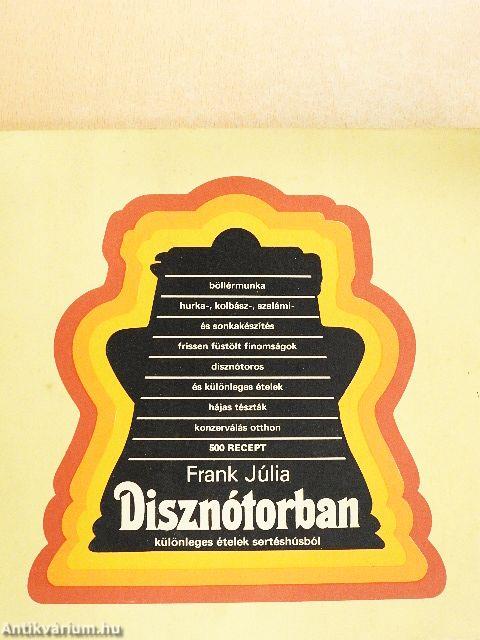 böllérmunka
hurka-, kolbász-, szalámi-
és sonkakészítés
frissen füstölt finomságok
disznótoros
és különleges ételek
hájas tészták
konzerválás otthon
500 RECEPT
Frank Júlia
Disznótorban
különleges ételek sertéshúsból
Antikvárium.hu